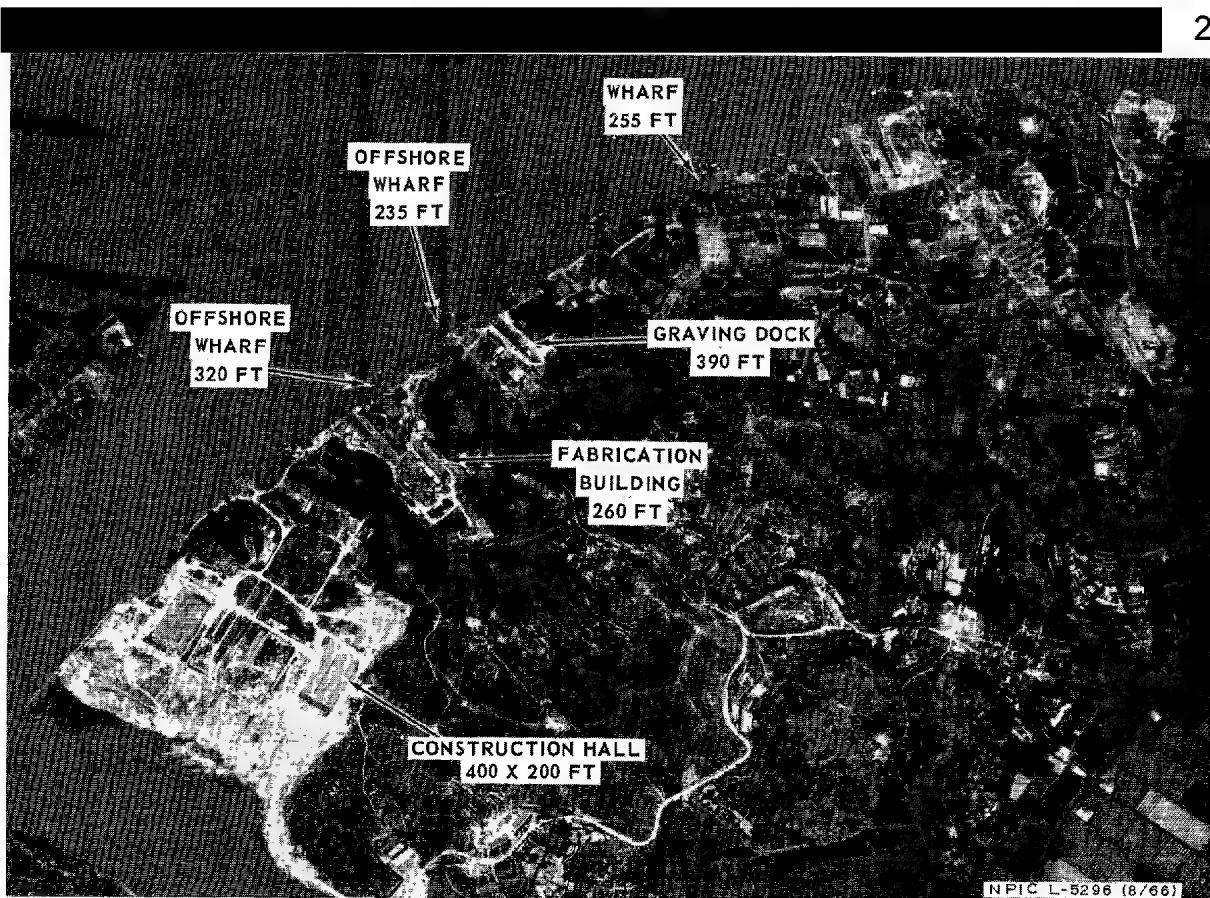 2
WHARF
255 FT
OFFSHORE
WHARF
235 FT
OFFSHORE
WHARF
320 FT
GRAVING DOCK
390 FT
FABRICATION
BUILDING
260 FT
CONSTRUCTION HALL
400 X 200 FT
NPIC L-5296 (8/66)